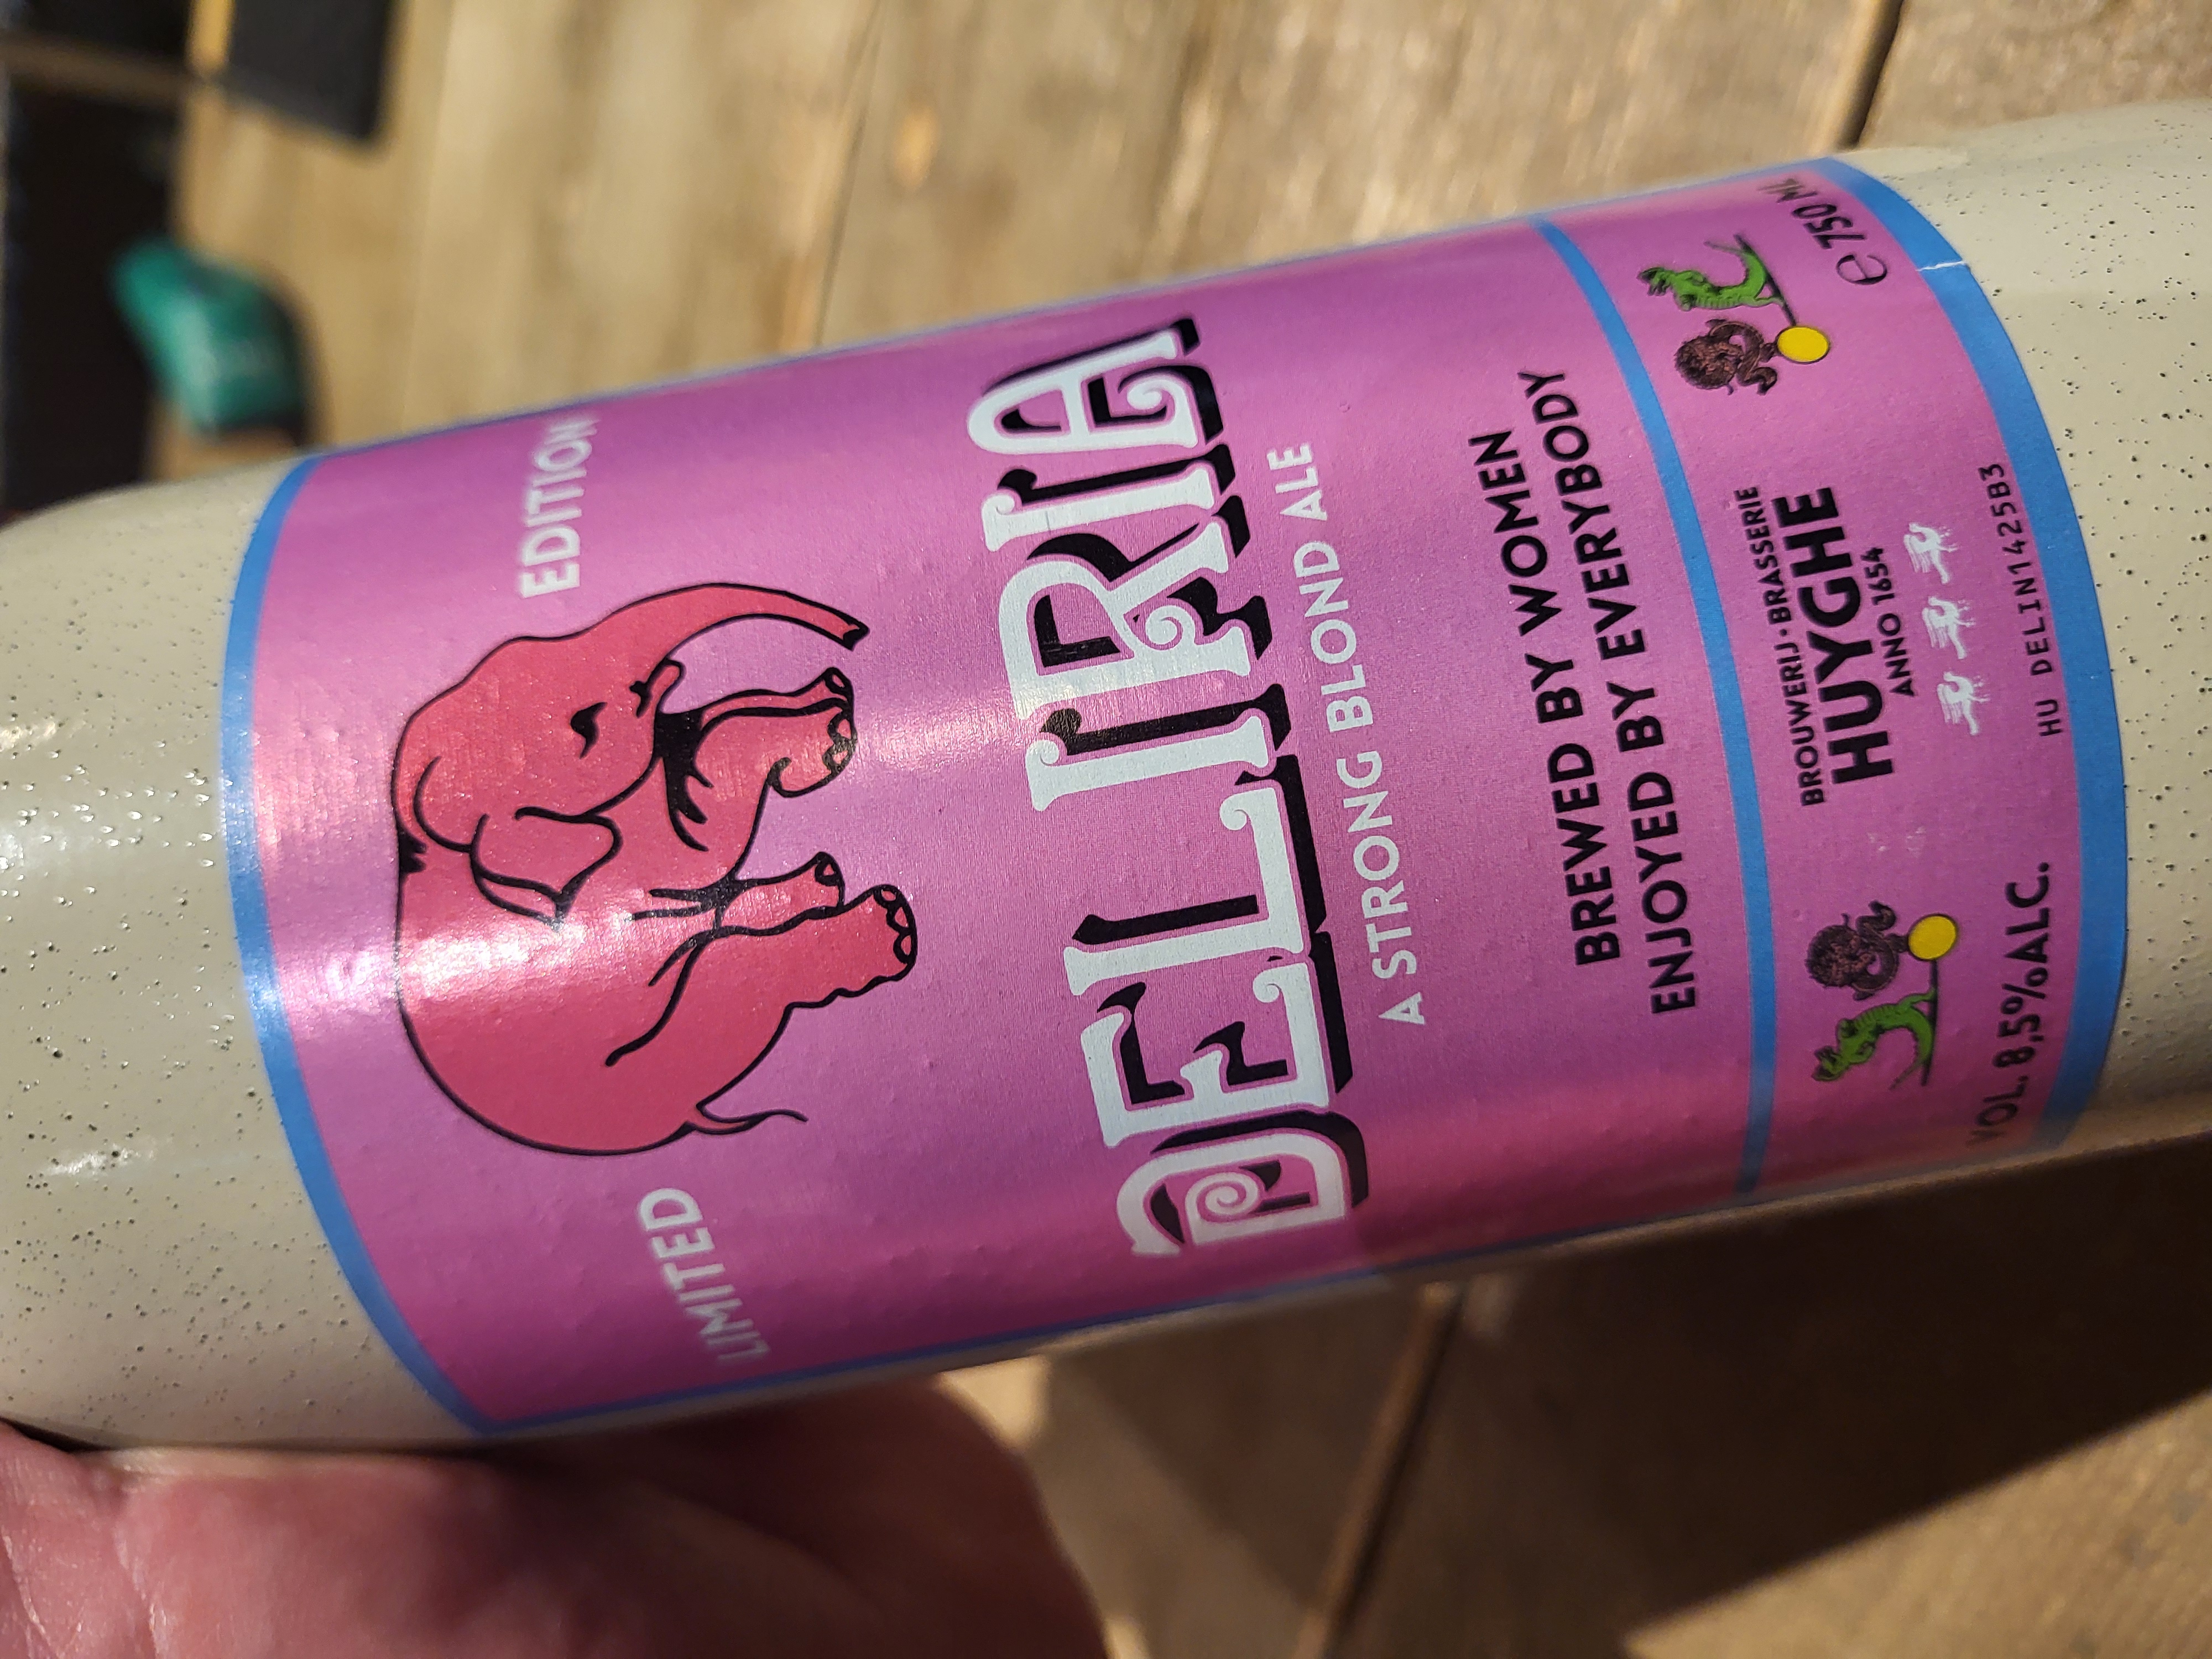 LIMITED EDITION
DELIRIA
A STRONG BLOND ALE
BREWED BY WOMEN
ENJOYED BY EVERYBODY
BROUWERIJ-BRASSERIE
HUYGHE
ANNO 1654
VOL. 8,5%ALC.
HU DELIN1425B3
e 750 ML